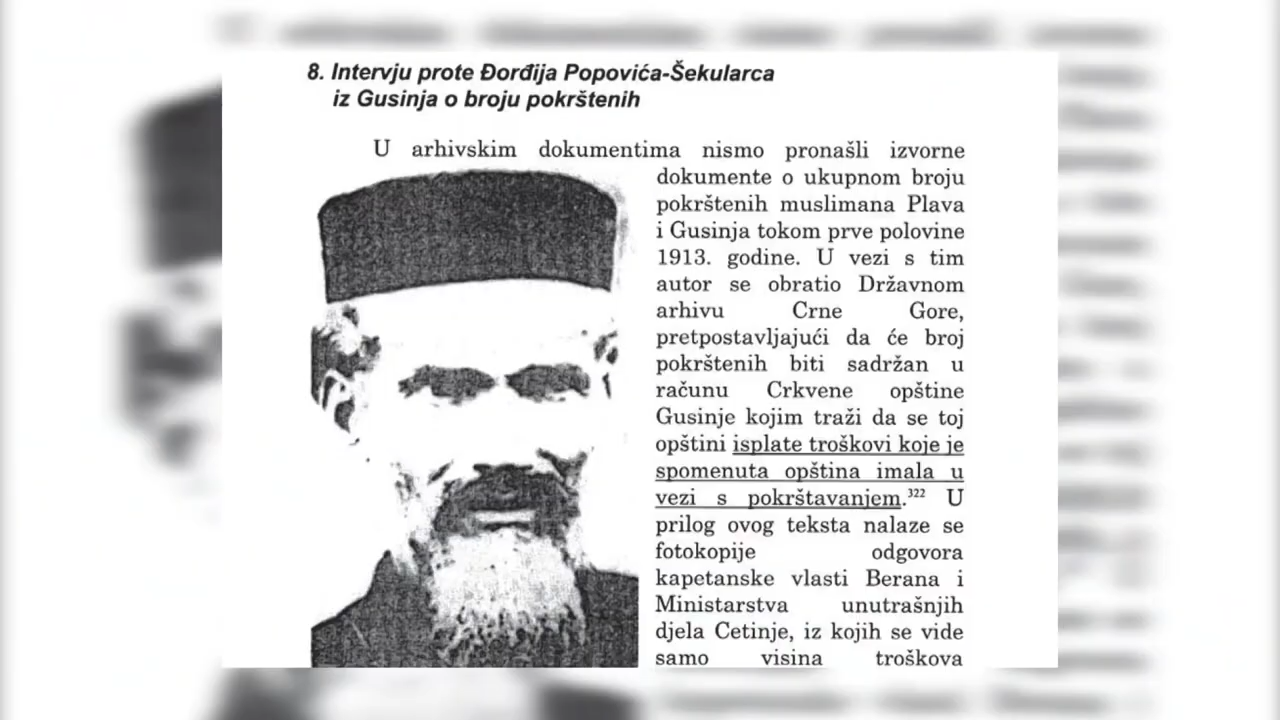 8. Intervju prote Đorđija Popovića-Šekularca
iz Gusinja o broju pokrštenih
U arhivskim dokumentima nismo pronašli izvorne
dokumente o ukupnom broju
pokrštenih muslimana Plava
i Gusinja tokom prve polovine
1913. godine. U vezi s tim
autor se obratio Državnom
arhivu Crne Gore,
pretpostavljajući da će broj
pokrštenih biti sadržan u
računu Crkvene opštine
Gusinje kojim traži da se toj
opštini isplate troškovi koje je
spomenuta opština imala u
vezi s pokrštavanjem.³²² U
prilog ovog teksta nalaze se
fotokopije odgovora
kapetanske vlasti Berana i
Ministarstva unutrašnjih
djela Cetinje, iz kojih se vide
samo visina troškova